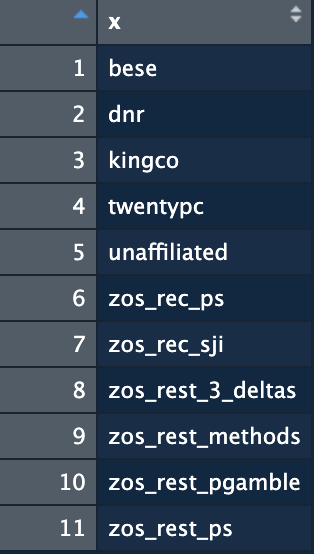 x
1 bese
2 dnr
3 kingco
4 twentypc
5 unaffiliated
6 zos_rec_ps
7 zos_rec_sji
8 zos_rest_3_deltas
9 zos_rest_methods
10 zos_rest_pgamble
11 zos_rest_ps